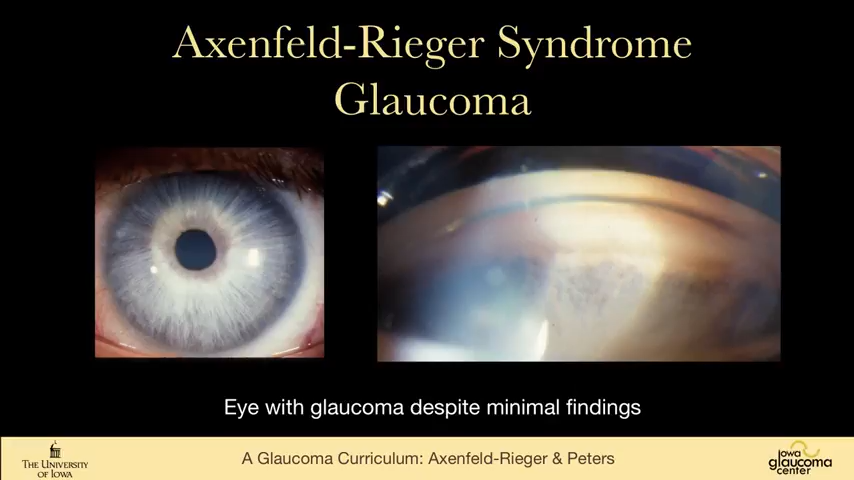 Axenfeld-Rieger Syndrome
Glaucoma
Eye with glaucoma despite minimal findings
THE UNIVERSITY
OF IOWA
A Glaucoma Curriculum: Axenfeld-Rieger & Peters
iowa
glaucoma
center